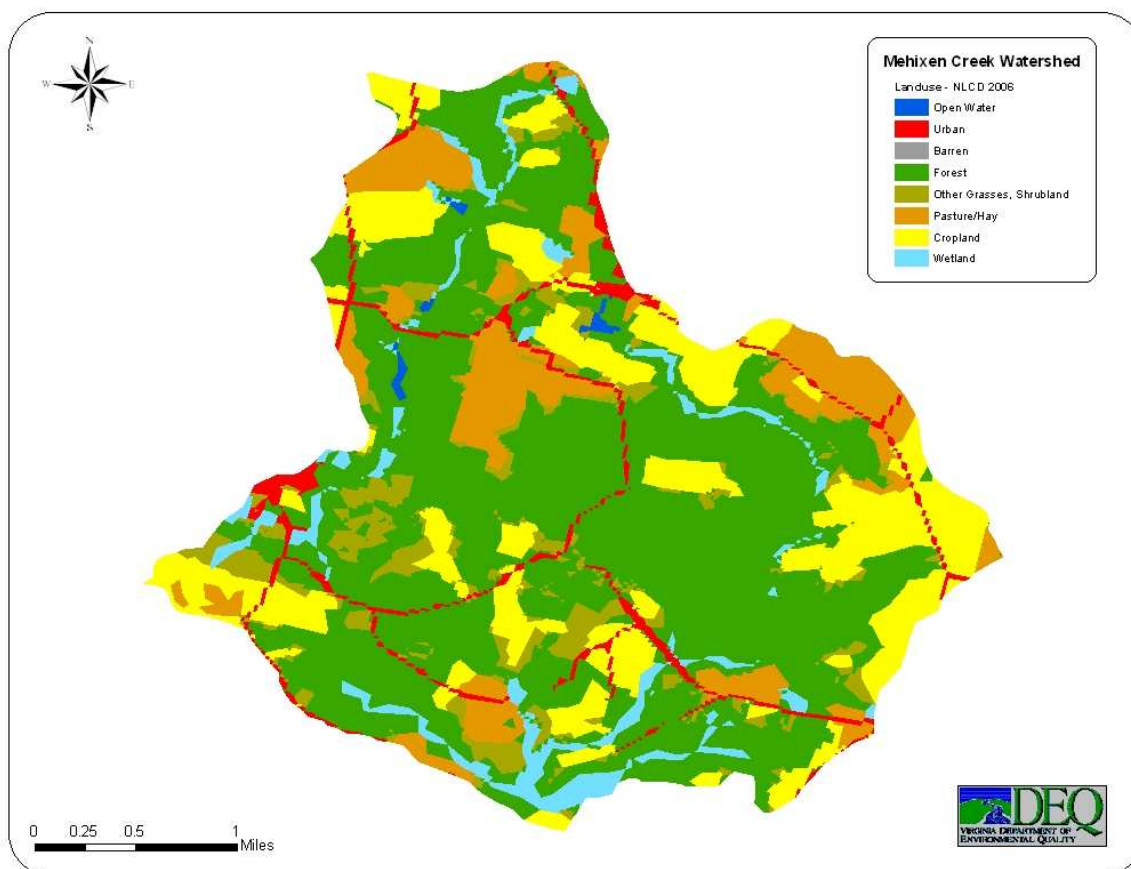 N
W E
S
Mehixen Creek Watershed
Landuse - NLCD 2006
Open Water
Urban
Barren
Forest
Other Grasses, Shrubland
Pasture/Hay
Cropland
Wetland
0 0.25 0.5 1
Miles
DEQ
VIRGINIA DEPARTMENT OF
ENVIRONMENTAL QUALITY